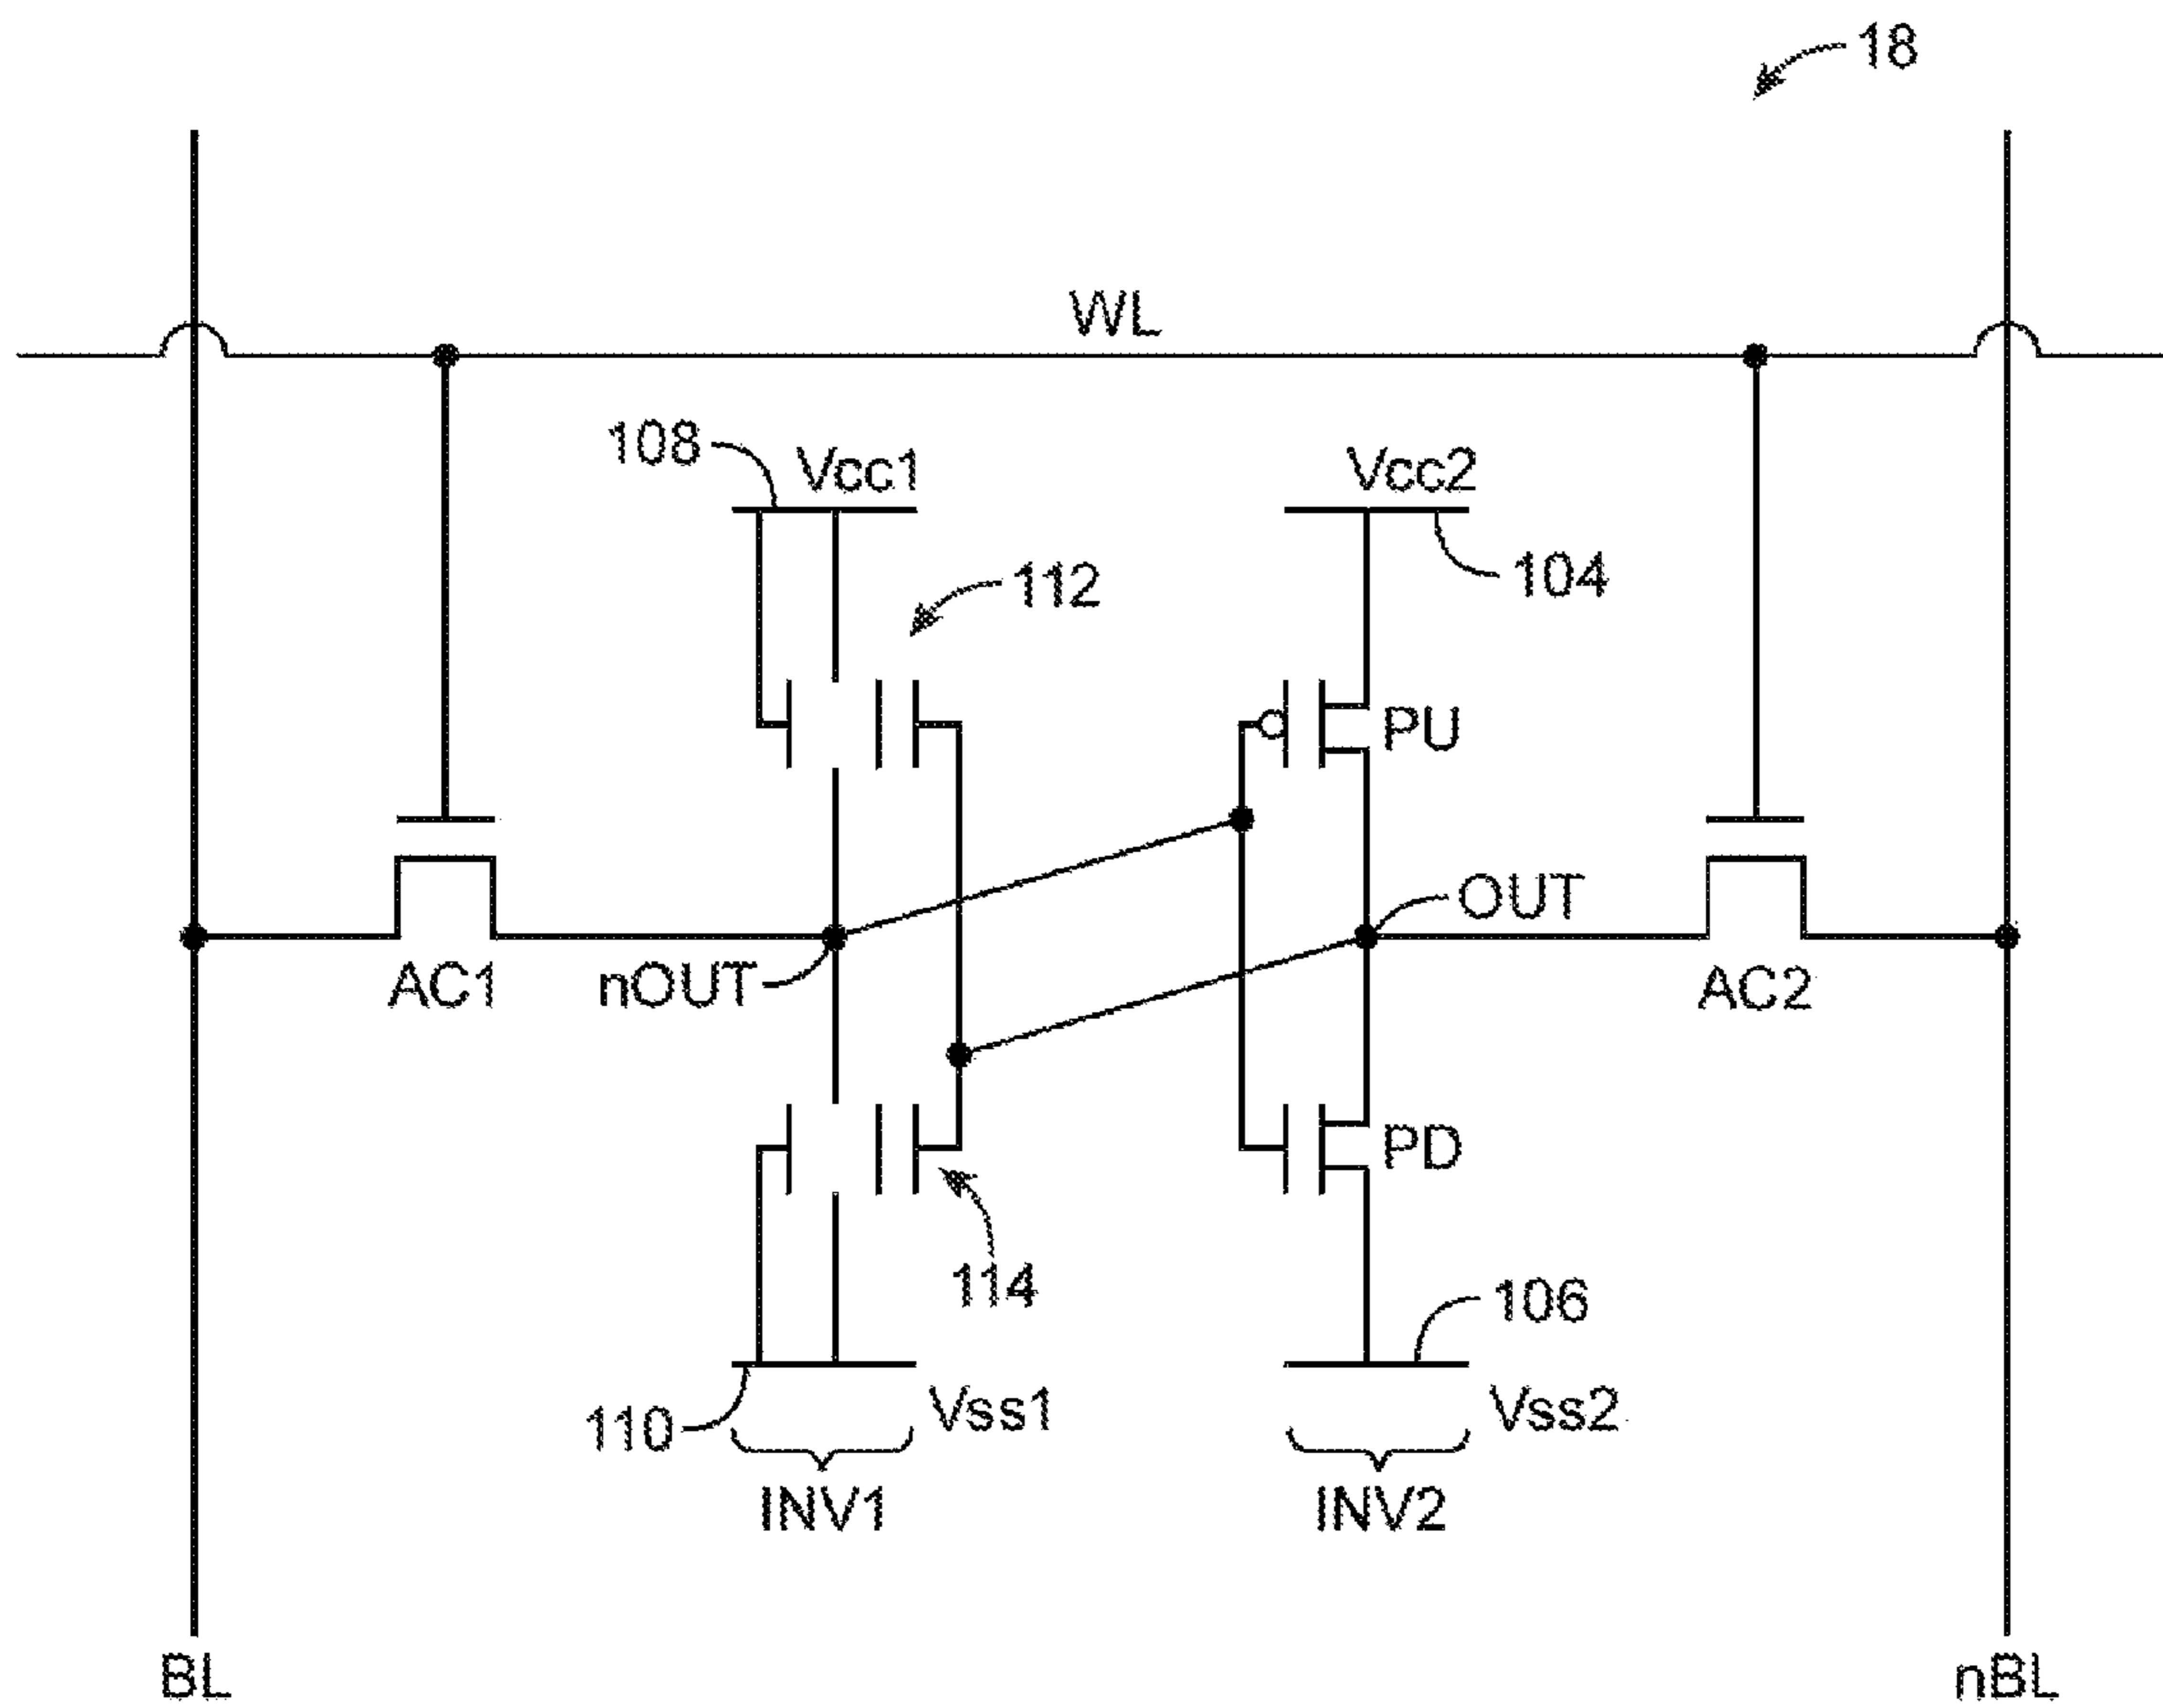 18
WL
108
Vcc1
Vcc2
112
104
PU
OUT
AC1
nOUT
AC2
PD
114
106
110
Vss1
Vss2
INV1
INV2
BL
nBL